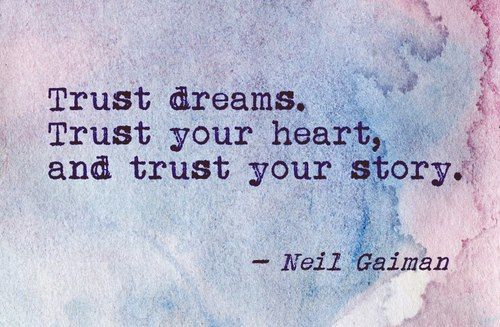 Trust dreams.
Trust your heart,
and trust your story.
— Neil Gaiman